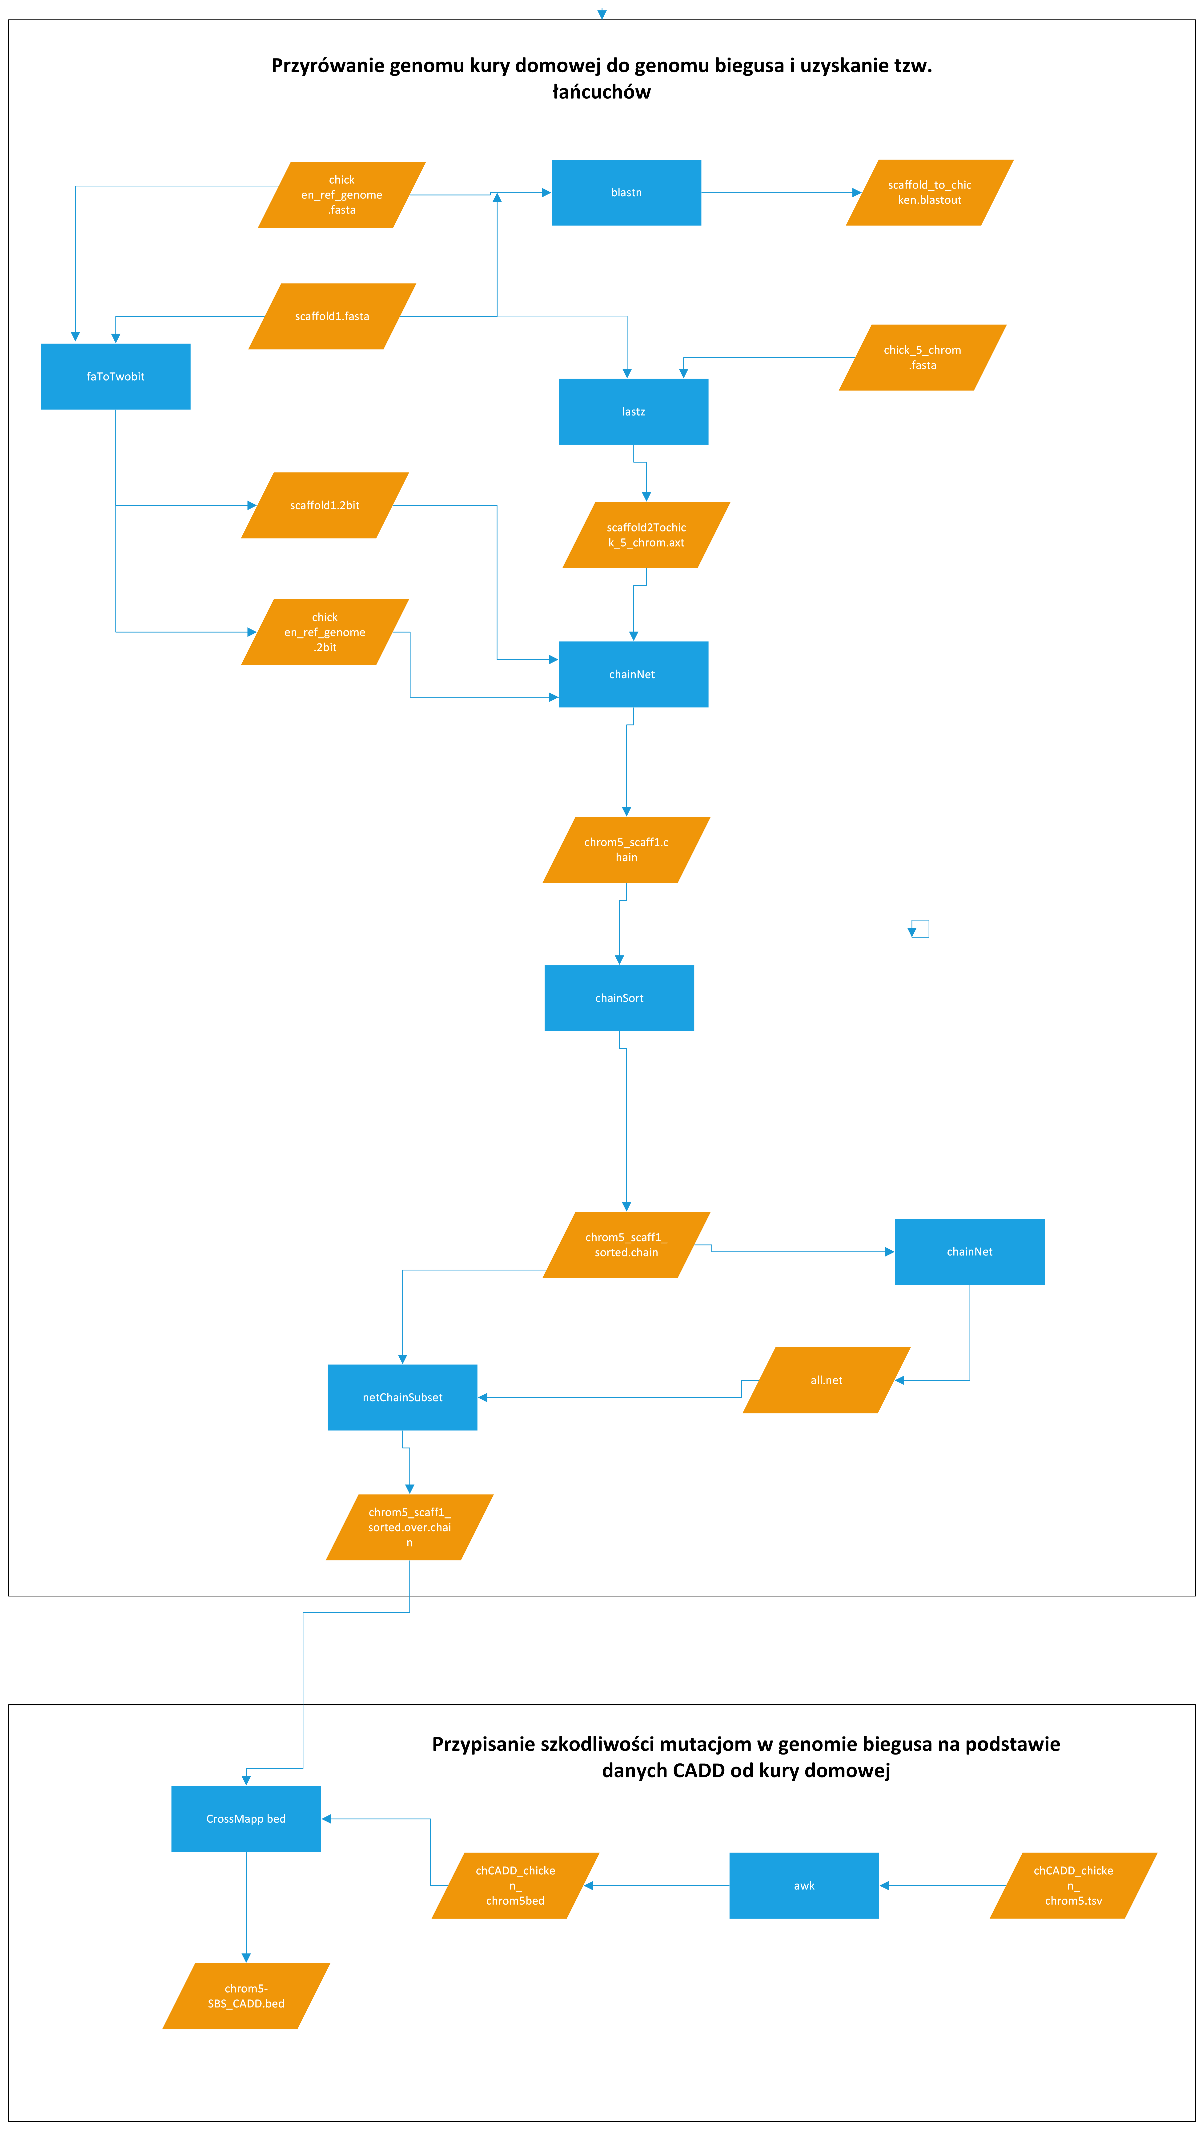 Przyrówanie genomu kury domowej do genomu biegusa i uzyskanie tzw.
łańcuchów
chick
en_ref_genome
.fasta
blastn
scaffold_to_chic
ken.blastout
scaffold1.fasta
chick_5_chrom
.fasta
faToTwobit
lastz
scaffold1.2bit
scaffold2Tochic
k_5_chrom.axt
chick
en_ref_genome
.2bit
chainNet
chrom5_scaff1.c
hain
chainSort
chrom5_scaff1_
sorted.chain
chainNet
all.net
netChainSubset
chrom5_scaff1_
sorted.over.chai
n
Przypisanie szkodliwości mutacjom w genomie biegusa na podstawie
danych CADD od kury domowej
CrossMapp bed
chCADD_chicke
n_
chrom5bed
awk
chCADD_chicke
n_
chrom5.tsv
chrom5-
SBS_CADD.bed